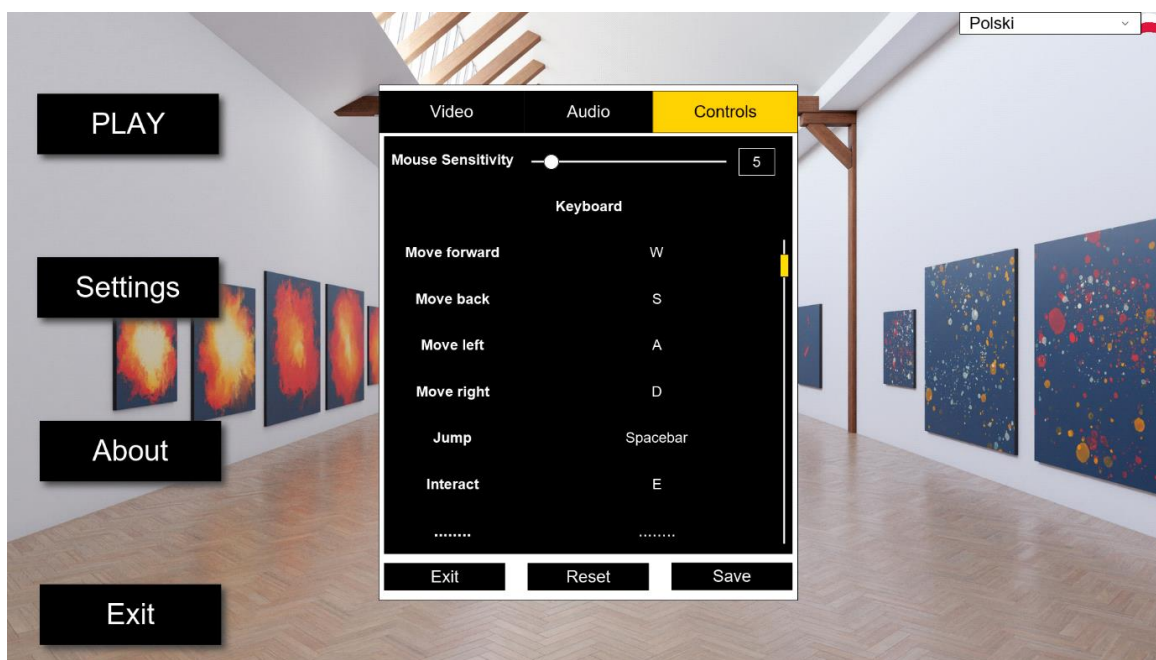 Polski
PLAY
Settings
About
Exit
Video Audio Controls
Mouse Sensitivity 5
Keyboard
Move forward W
Move back S
Move left A
Move right D
Jump Spacebar
Interact E
........ ........
Exit Reset Save